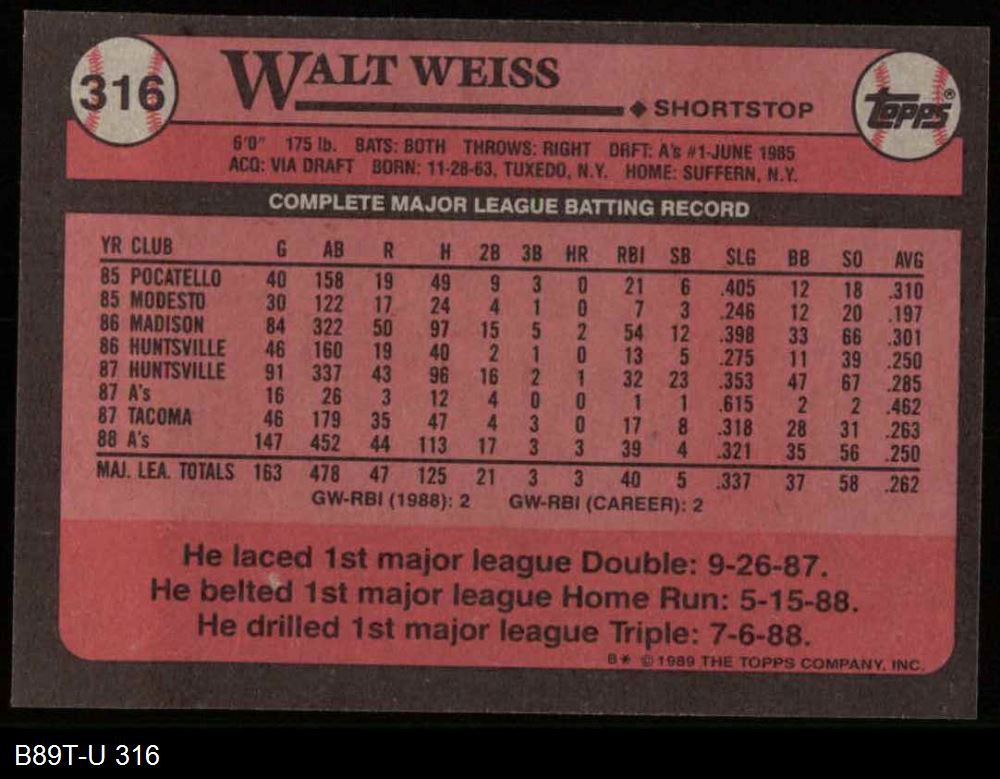 316
WALT WEISS
◆ SHORTSTOP
TOPPS®
6'0" 175 lb. BATS: BOTH THROWS: RIGHT DRFT: A's #1-JUNE 1985
ACQ: VIA DRAFT BORN: 11-28-63, TUXEDO, N.Y. HOME: SUFFERN, N.Y.
COMPLETE MAJOR LEAGUE BATTING RECORD
YR CLUB G AB R H 2B 3B HR RBI SB SLG BB SO AVG
85 POCATELLO 40 158 19 49 9 3 0 21 6 .405 12 18 .310
85 MODESTO 30 122 17 24 4 1 0 7 3 .246 12 20 .197
86 MADISON 84 322 50 97 15 5 2 54 12 .398 33 66 .301
86 HUNTSVILLE 46 160 19 40 2 1 0 13 5 .275 11 39 .250
87 HUNTSVILLE 91 337 43 96 16 2 1 32 23 .353 47 67 .285
87 A's 16 26 3 12 4 0 0 1 1 .615 2 2 .462
87 TACOMA 46 179 35 47 4 3 0 17 8 .318 28 31 .263
88 A's 147 452 44 113 17 3 3 39 4 .321 35 56 .250
MAJ. LEA. TOTALS 163 478 47 125 21 3 3 40 5 .337 37 58 .262
GW-RBI (1988): 2 GW-RBI (CAREER): 2
He laced 1st major league Double: 9-26-87.
He belted 1st major league Home Run: 5-15-88.
He drilled 1st major league Triple: 7-6-88.
B* © 1989 THE TOPPS COMPANY, INC.
B89T-U 316